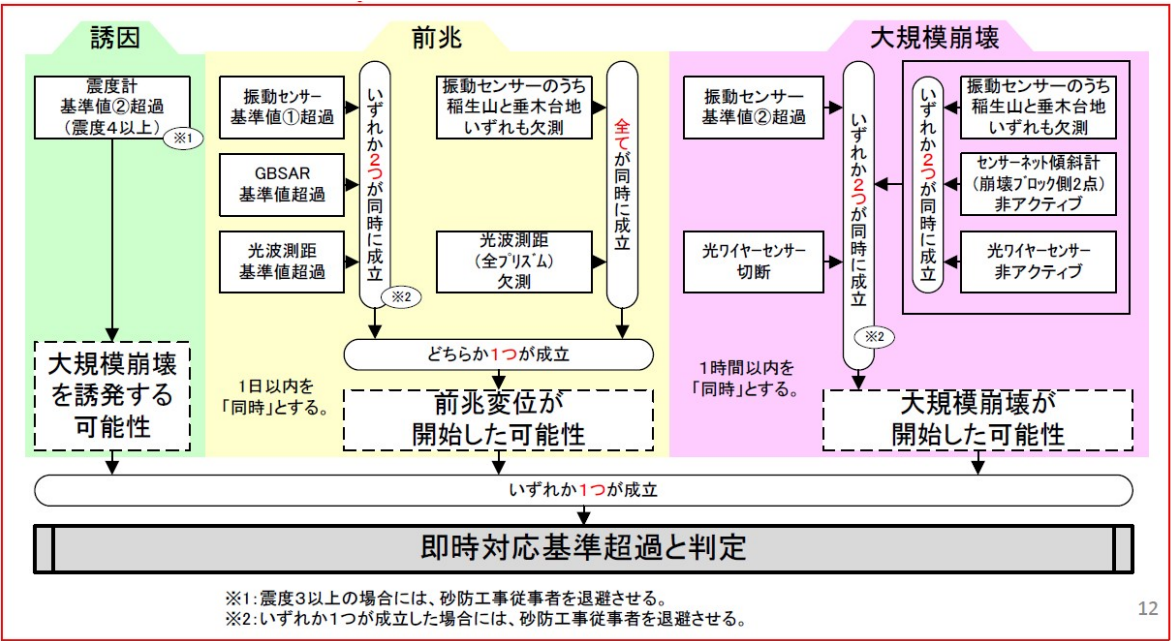 誘因
震度計
基準値②超過
(震度４以上)
※1
大規模崩壊
を誘発する
可能性
前兆
振動センサー
基準値①超過
GBSAR
基準値超過
光波測距
基準値超過
いずれか２つが同時に成立
※2
振動センサーのうち
稲生山と垂木台地
いずれも欠測
光波測距
(全プリズム)
欠測
全てが同時に成立
どちらか１つが成立
1日以内を
「同時」とする。
前兆変位が
開始した可能性
大規模崩壊
振動センサー
基準値②超過
光ワイヤーセンサー
切断
いずれか２つが同時に成立
※2
いずれか２つが同時に成立
振動センサーのうち
稲生山と垂木台地
いずれも欠測
センサーネット傾斜計
(崩壊ブロック側2点)
非アクティブ
光ワイヤーセンサー
非アクティブ
1時間以内を
「同時」とする。
大規模崩壊が
開始した可能性
いずれか１つが成立
即時対応基準超過と判定
※1：震度３以上の場合には、砂防工事従事者を退避させる。
※2：いずれか１つが成立した場合には、砂防工事従事者を退避させる。
12